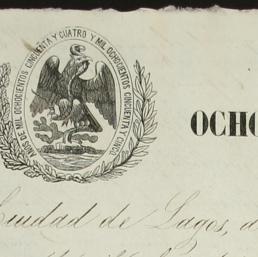 AÑOS DE MIL OCHOCIENTOS CINCUENTA Y CUATRO Y MIL OCHOCIENTOS CINCUENTA Y CINCO.
OCHO
Ciudad de Lagos, a